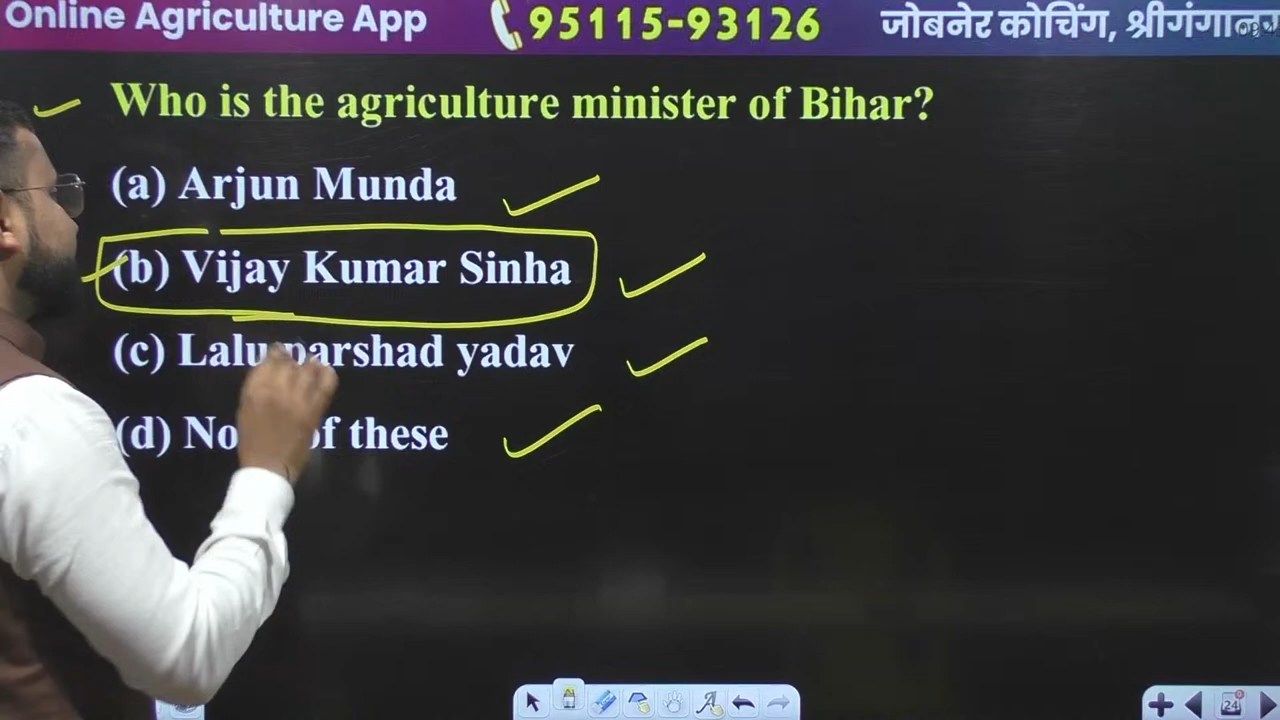 Online Agriculture App 95115-93126 जोबनेर कोचिंग,
Who is the agriculture minister of Bihar?
(a) Arjun Munda
(b) Vijay Kumar Sinha
(c) Lalu parshad yadav
(d) of these
24